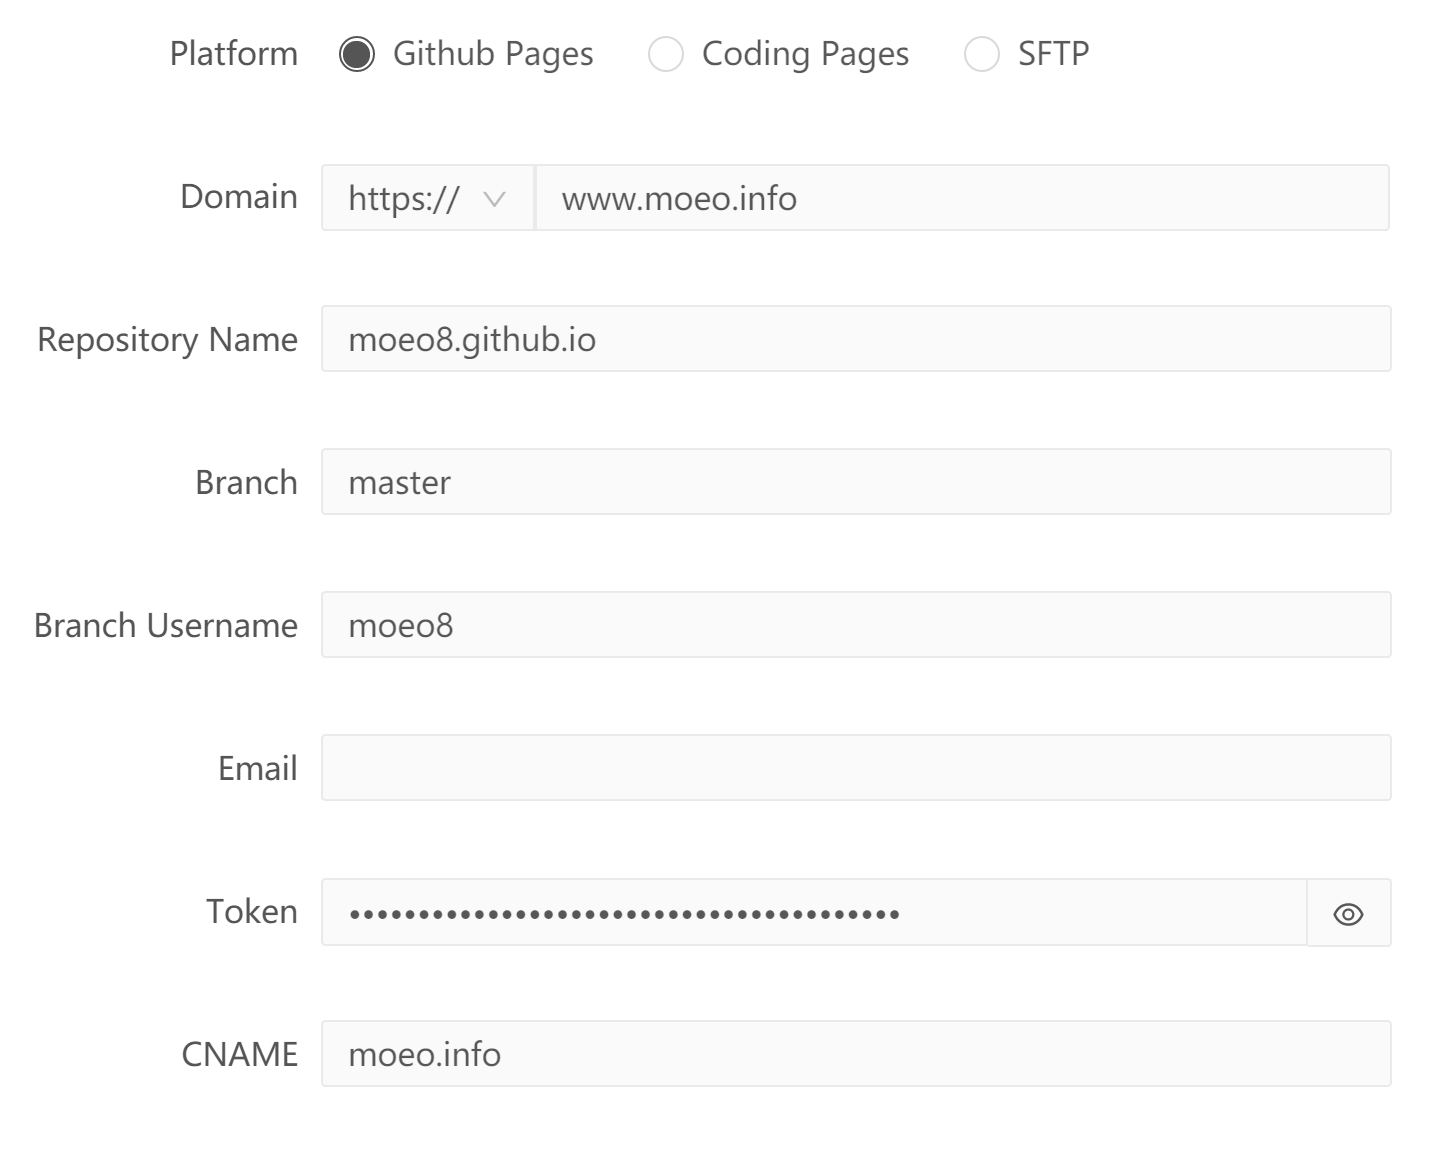 Platform Github Pages Coding Pages SFTP
Domain https:// www.moeo.info
Repository Name moeo8.github.io
Branch master
Branch Username moeo8
Email
Token ••••••••••••••••••••••••••••••••••••••••
CNAME moeo.info